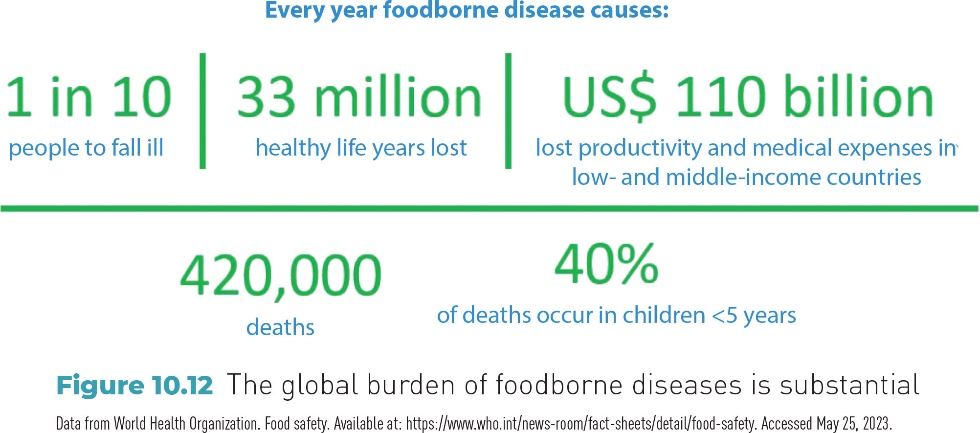 Every year foodborne disease causes:
1 in 10
people to fall ill
33 million
healthy life years lost
US$ 110 billion
lost productivity and medical expenses in
low- and middle-income countries
420,000
deaths
40%
of deaths occur in children <5 years
Figure 10.12 The global burden of foodborne diseases is substantial
Data from World Health Organization. Food safety. Available at: https://www.who.int/news-room/fact-sheets/detail/food-safety. Accessed May 25, 2023.